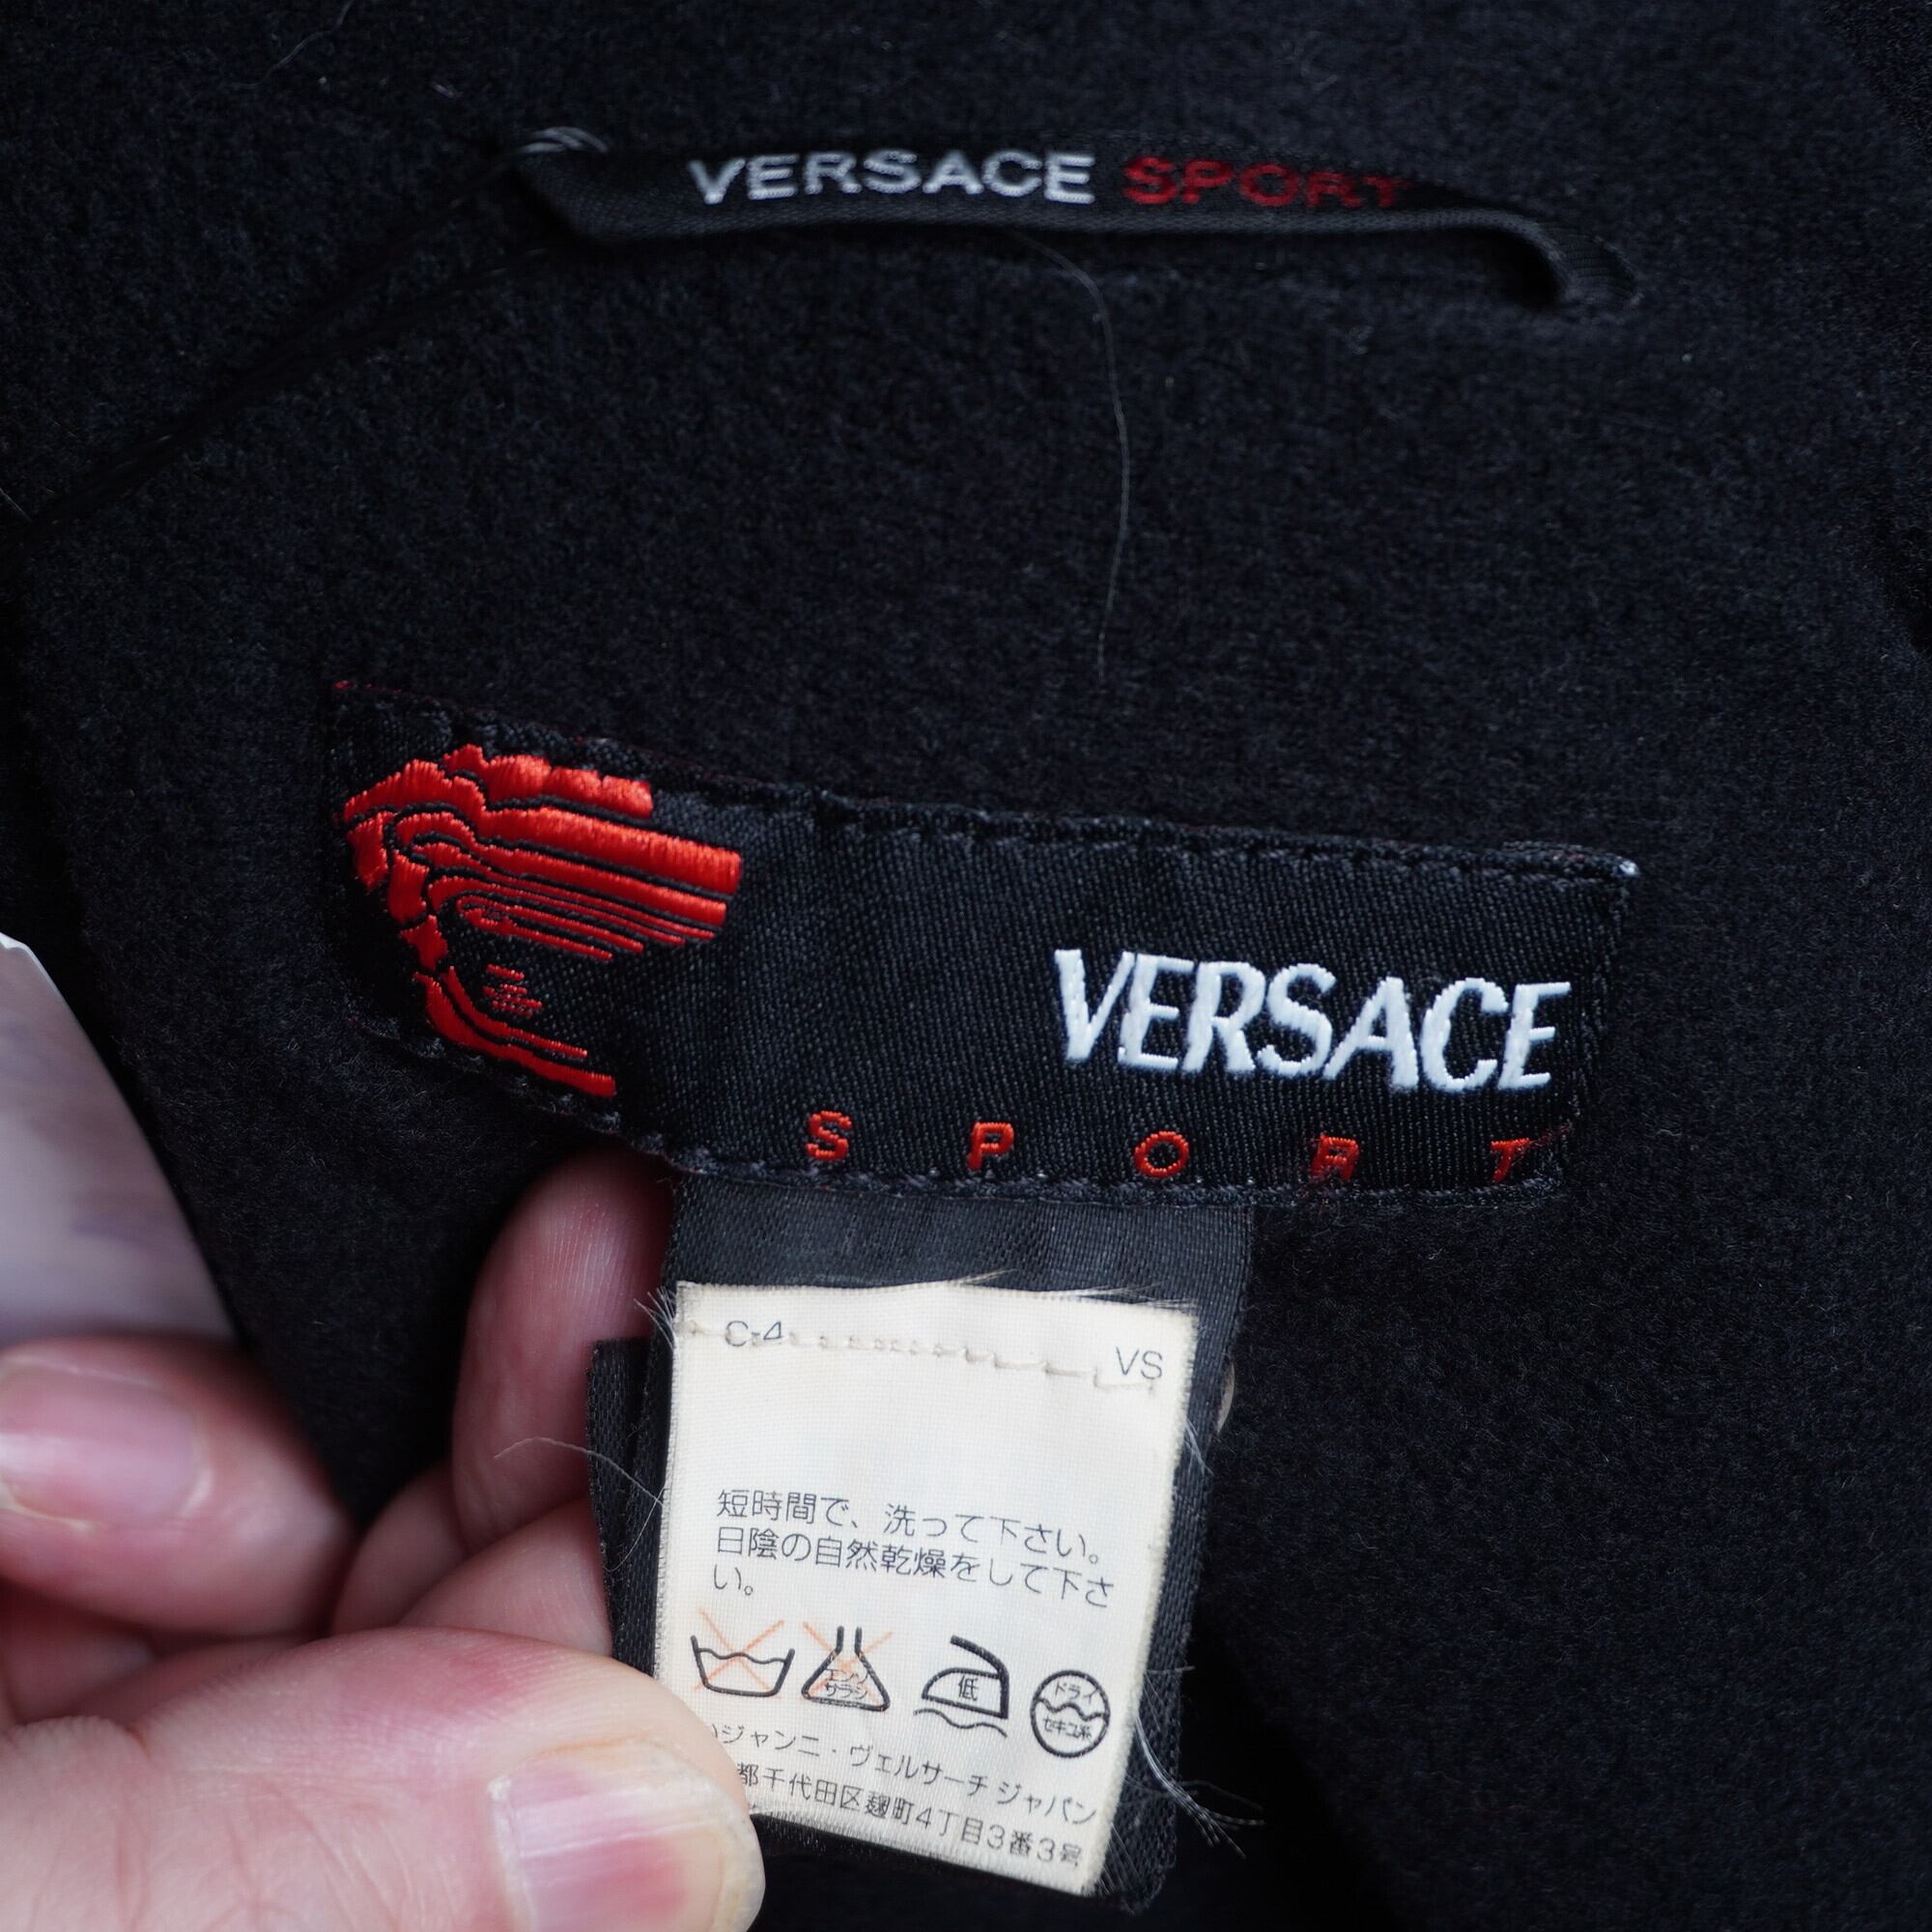 VERSACE SPORT
VERSACE
SPORT
C-4 VS
短時間で、洗って下さい。
日陰の自然乾燥をして下さ
い。
エンソ
サラシ
低
ドライ
セキユ系
ジャンニ・ヴェルサーチ ジャパン
都千代田区麹町4丁目3番3号